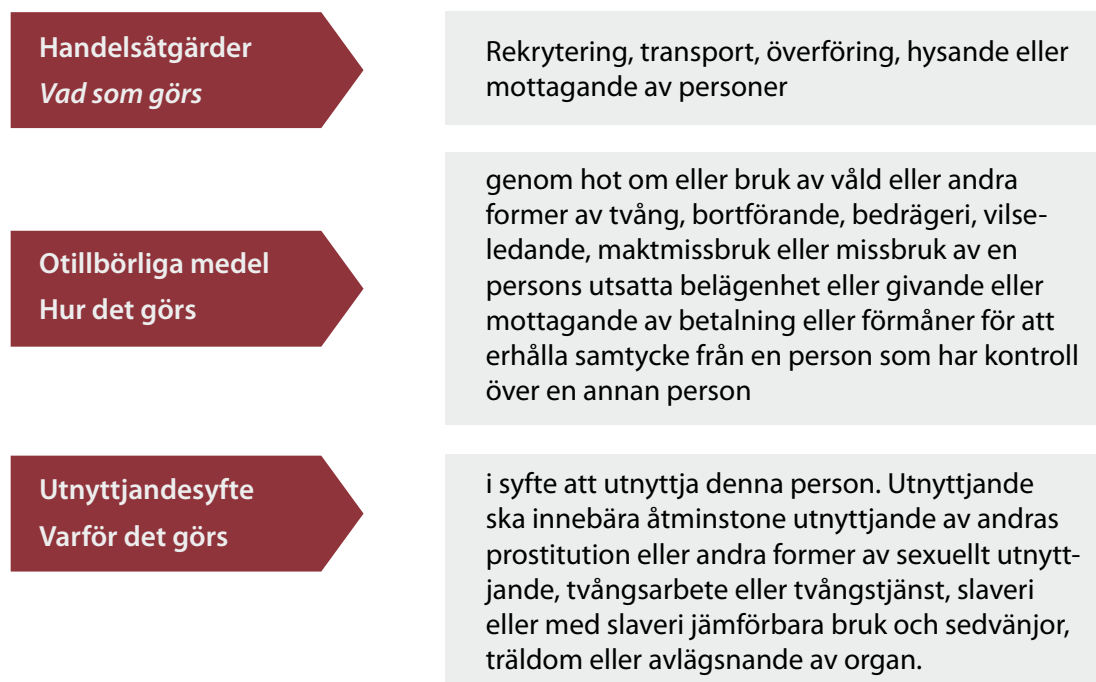 Handelsåtgärder
Vad som görs
Rekrytering, transport, överföring, hysande eller
mottagande av personer
Otillbörliga medel
Hur det görs
genom hot om eller bruk av våld eller andra
former av tvång, bortförande, bedrägeri, vilse-
ledande, maktmissbruk eller missbruk av en
persons utsatta belägenhet eller givande eller
mottagande av betalning eller förmåner för att
erhålla samtycke från en person som har kontroll
över en annan person
Utnyttjandesyfte
Varför det görs
i syfte att utnyttja denna person. Utnyttjande
ska innebära åtminstone utnyttjande av andras
prostitution eller andra former av sexuellt utnytt-
jande, tvångsarbete eller tvångstjänst, slaveri
eller med slaveri jämförbara bruk och sedvänjor,
träldom eller avlägsnande av organ.